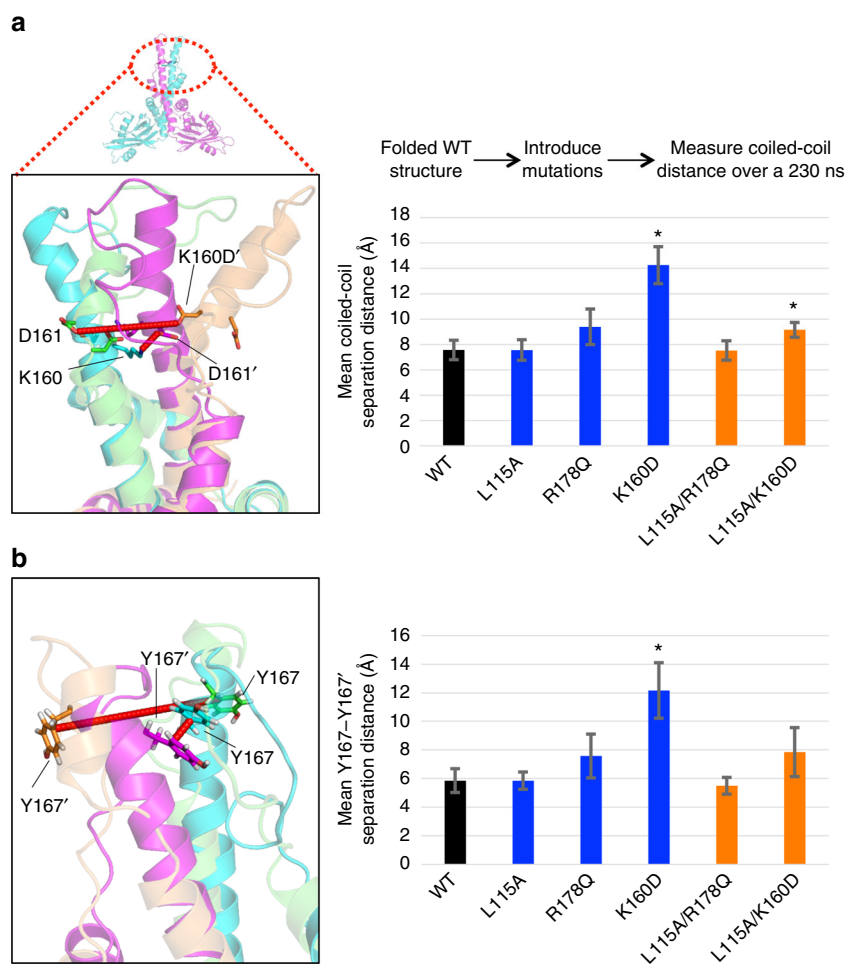 a
Folded WT structure
Introduce mutations
Measure coiled-coil distance over a 230 ns
K160D′
D161
K160
D161′
Mean coiled-coil
separation distance (Å)
18
16
14
12
10
8
6
4
2
0
*
*
WT
L115A
R178Q
K160D
L115A/R178Q
L115A/K160D
b
Y167′
Y167
Y167
Y167′
Mean Y167–Y167′
separation distance (Å)
16
14
12
10
8
6
4
2
0
*
WT
L115A
R178Q
K160D
L115A/R178Q
L115A/K160D